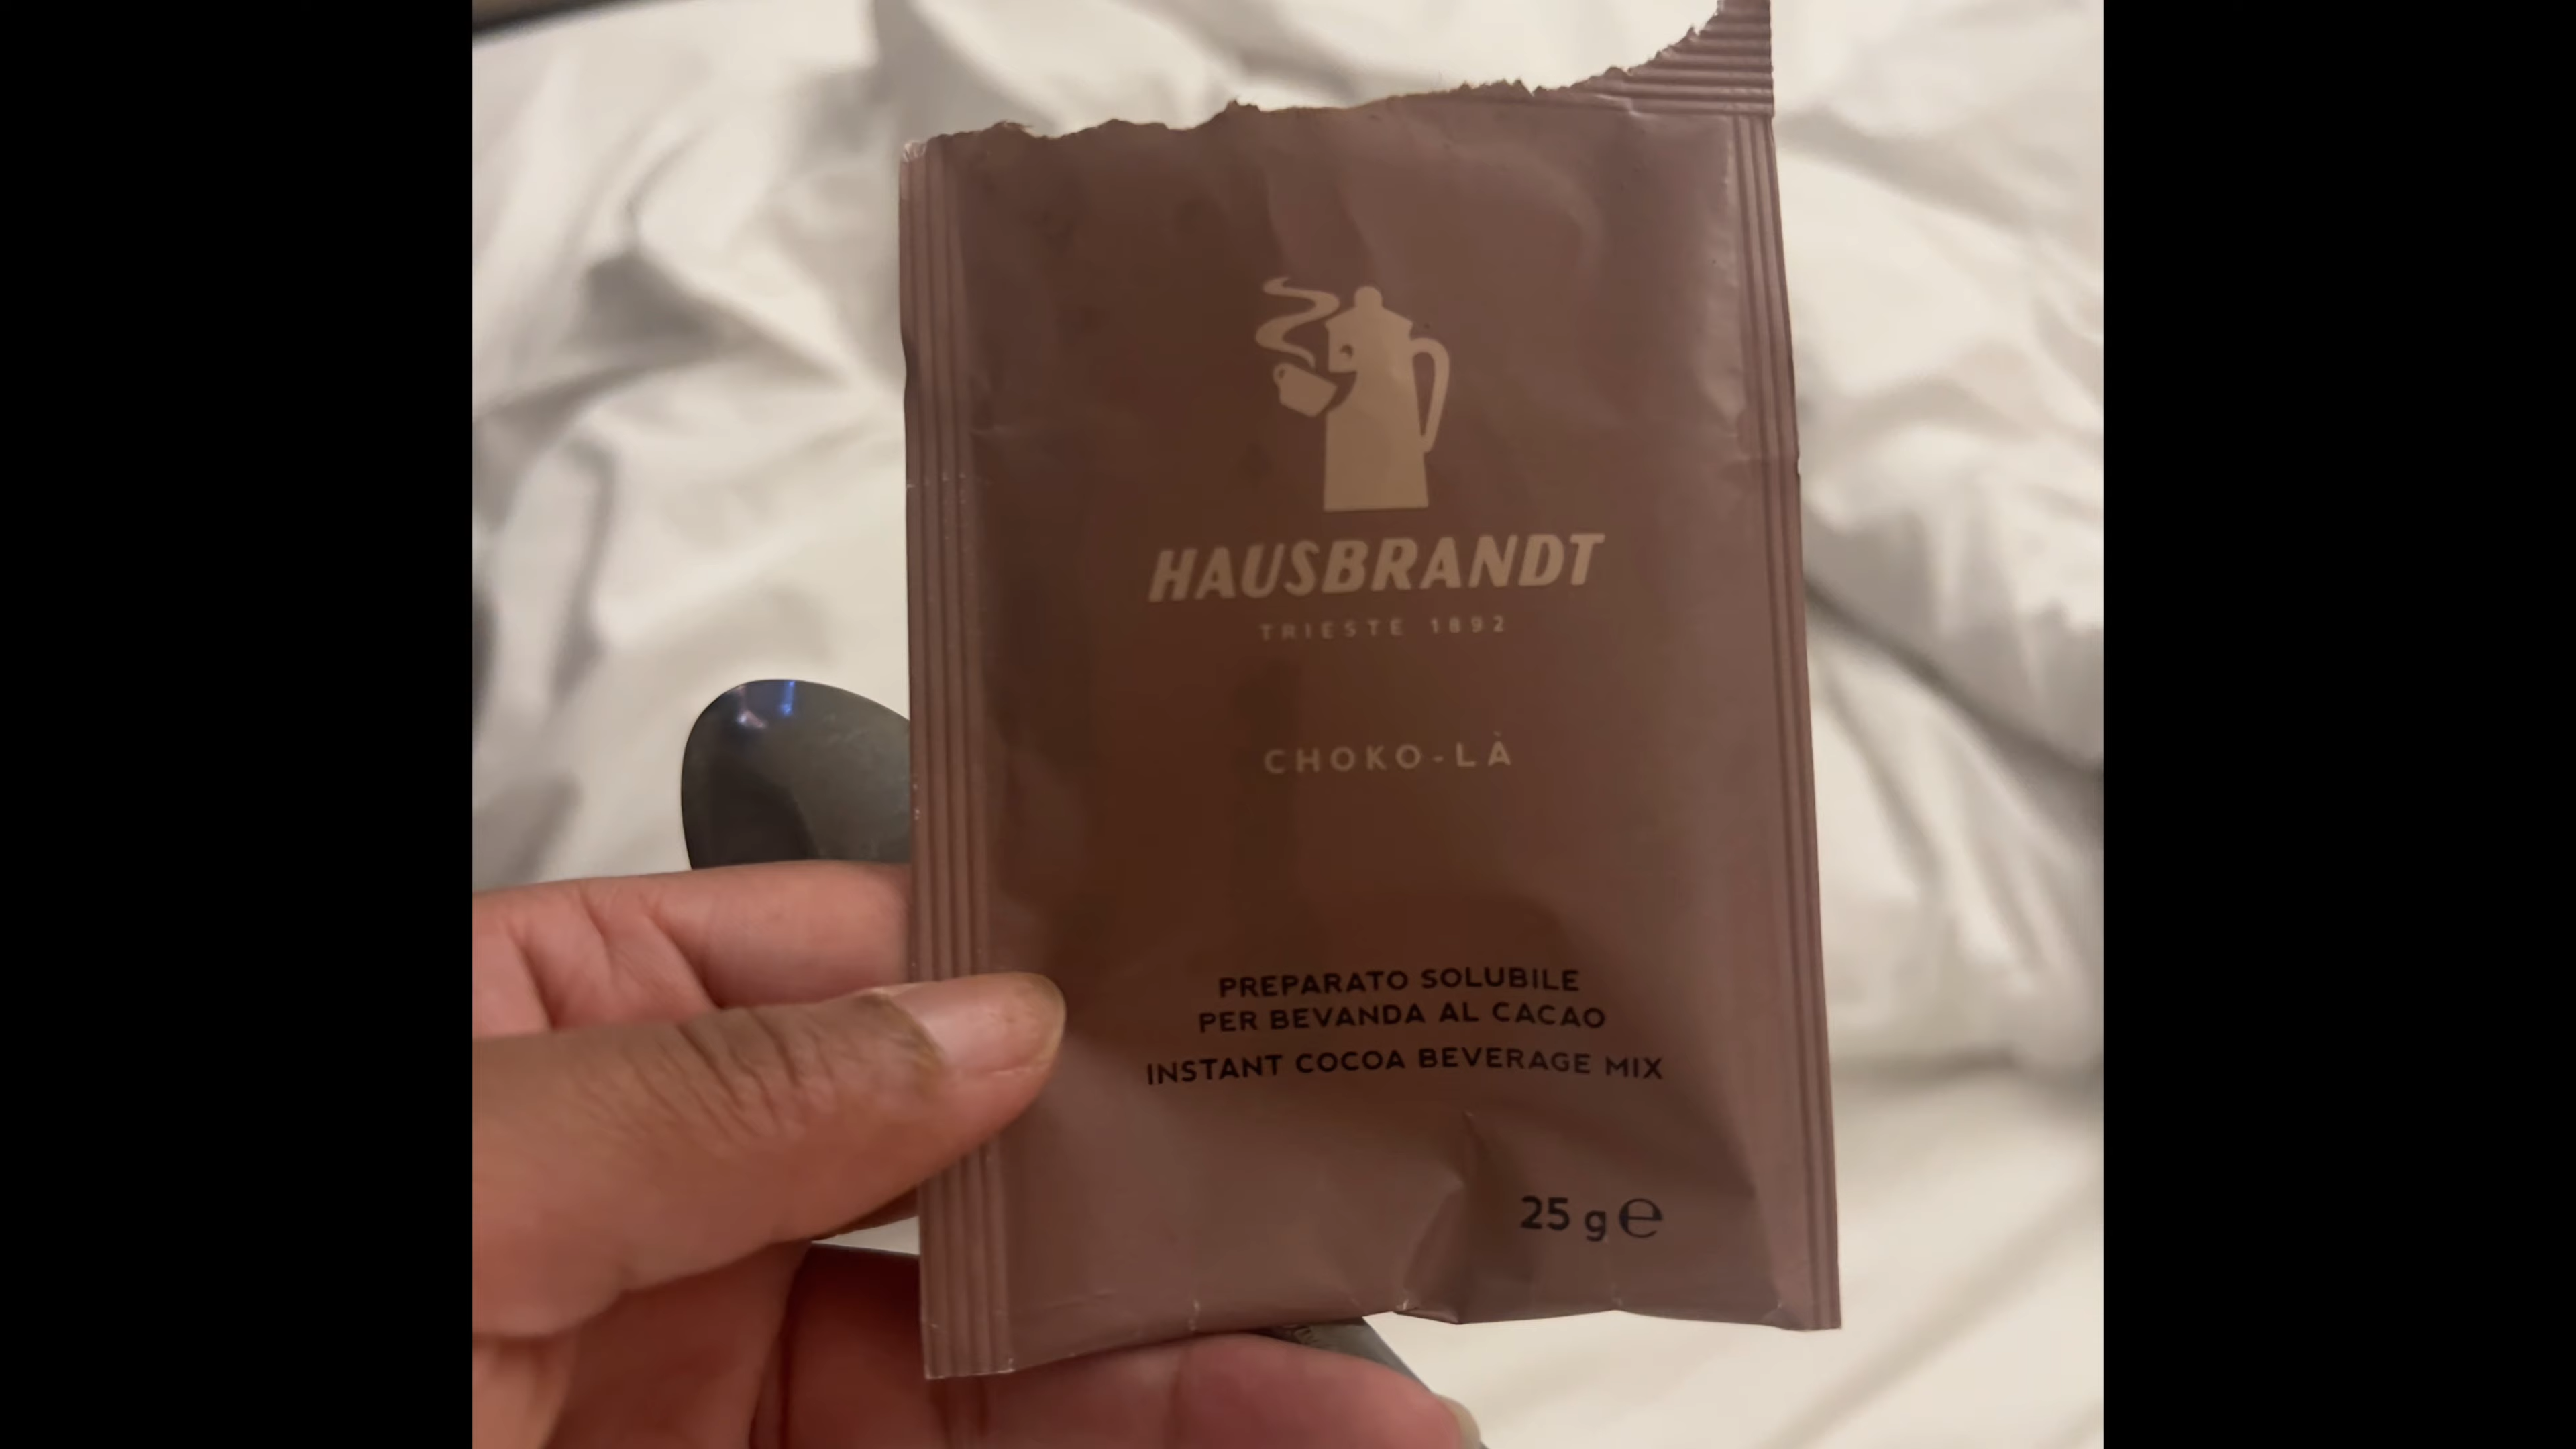 HAUSBRANDT
TRIESTE 1892
CHOKO-LÀ
PREPARATO SOLUBILE
PER BEVANDA AL CACAO
INSTANT COCOA BEVERAGE MIX
25 g ℮